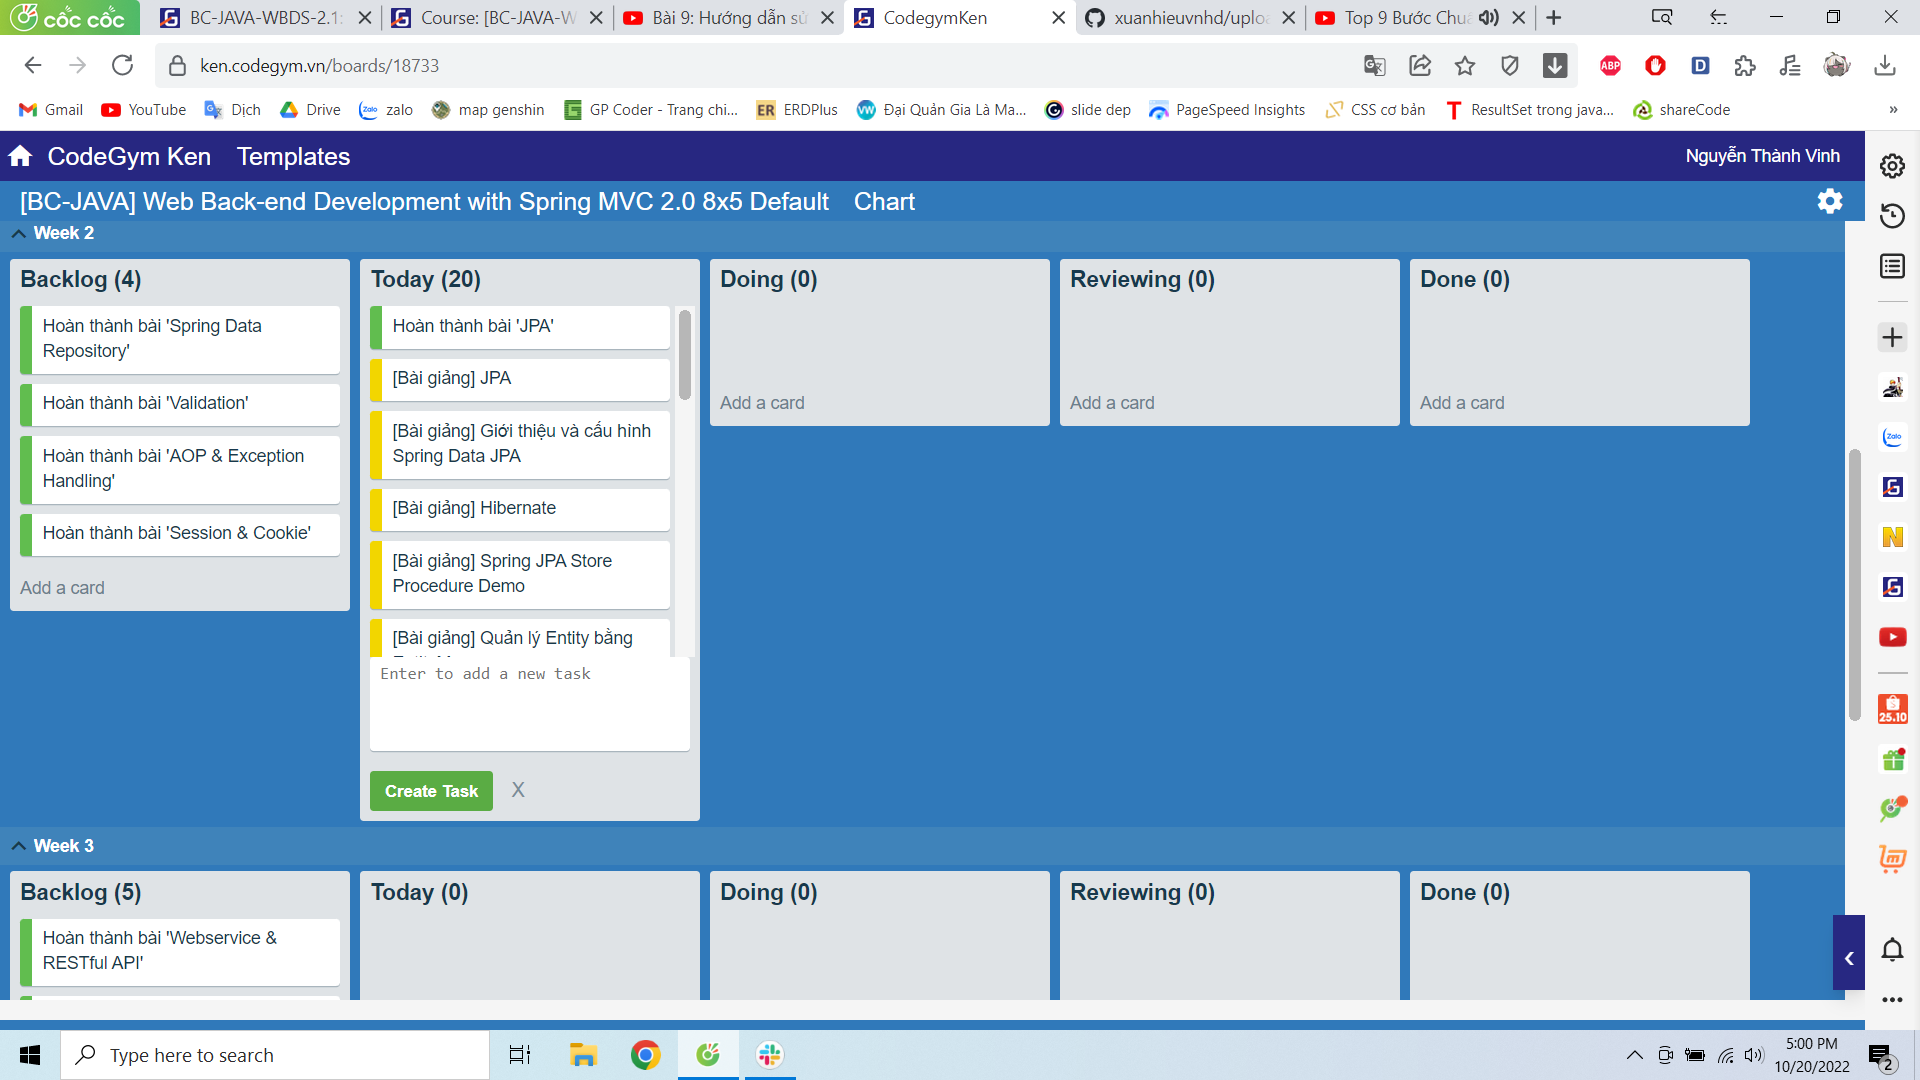 cốc cốc
BC-JAVA-WBDS-2.1:
Course: [BC-JAVA-W
Bài 9: Hướng dẫn sử
CodegymKen
xuanhieuvnhd/uploa
Top 9 Bước Chuẩ
ken.codegym.vn/boards/18733
ABP
D
Gmail
YouTube
Dịch
Drive
zalo
map genshin
GP Coder - Trang chi...
ERDPlus
Đại Quản Gia Là Ma...
slide dep
PageSpeed Insights
CSS cơ bản
ResultSet trong java...
shareCode
»
CodeGym Ken
Templates
Nguyễn Thành Vinh
[BC-JAVA] Web Back-end Development with Spring MVC 2.0 8x5 Default
Chart
Week 2
Backlog (4)
Hoàn thành bài 'Spring Data
Repository'
Hoàn thành bài 'Validation'
Hoàn thành bài 'AOP & Exception
Handling'
Hoàn thành bài 'Session & Cookie'
Add a card
Today (20)
Hoàn thành bài 'JPA'
[Bài giảng] JPA
[Bài giảng] Giới thiệu và cấu hình
Spring Data JPA
[Bài giảng] Hibernate
[Bài giảng] Spring JPA Store
Procedure Demo
[Bài giảng] Quản lý Entity bằng
Enter to add a new task
Create Task
X
Doing (0)
Add a card
Reviewing (0)
Add a card
Done (0)
Add a card
Week 3
Backlog (5)
Hoàn thành bài 'Webservice &
RESTful API'
Today (0)
Doing (0)
Reviewing (0)
Done (0)
Zalo
25.10
Type here to search
5:00 PM
10/20/2022
2